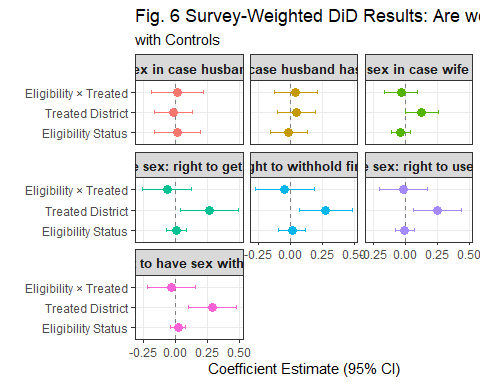 Fig. 6 Survey-Weighted DiD Results: Are we
with Controls
sex in case husban
case husband has
sex in case wife
Eligibility × Treated
Treated District
Eligibility Status
e sex: right to get
ght to withhold fin
e sex: right to use
Eligibility × Treated
Treated District
Eligibility Status
-0.25 0.00 0.25 0.50
-0.25 0.00 0.25 0.50
to have sex with
Eligibility × Treated
Treated District
Eligibility Status
-0.25 0.00 0.25 0.50
Coefficient Estimate (95% CI)